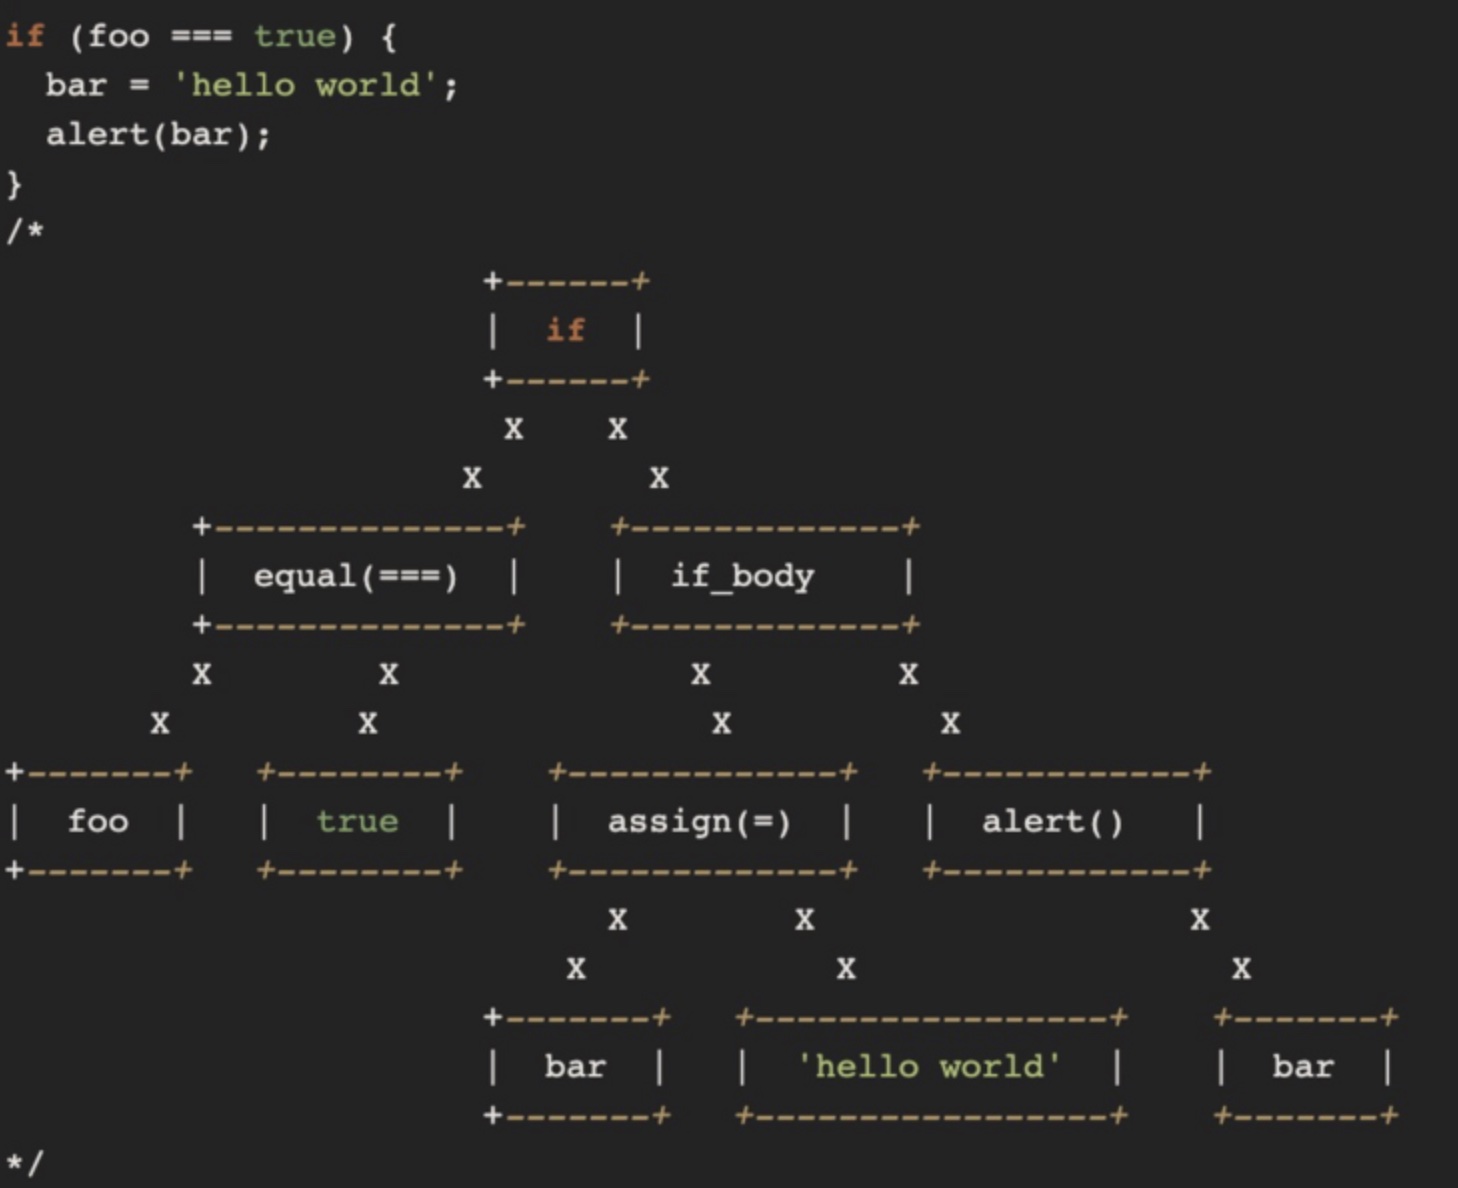 if (foo === true) {
  bar = 'hello world';
  alert(bar);
}
/*
                       +------+
                       |  if  |
                       +------+
                        X    X
                      X        X
         +--------------+    +-------------+
         |  equal(===)  |    |  if_body    |
         +--------------+    +-------------+
         X        X              X         X
       X         X                X          X
+-------+   +--------+    +-------------+   +------------+
|  foo  |   |  true  |    |  assign(=)  |   |  alert()   |
+-------+   +--------+    +-------------+   +------------+
                             X        X                  X
                           X            X                  X
                       +-------+   +-----------------+    +-------+
                       |  bar  |   |  'hello world'  |    |  bar  |
                       +-------+   +-----------------+    +-------+
*/